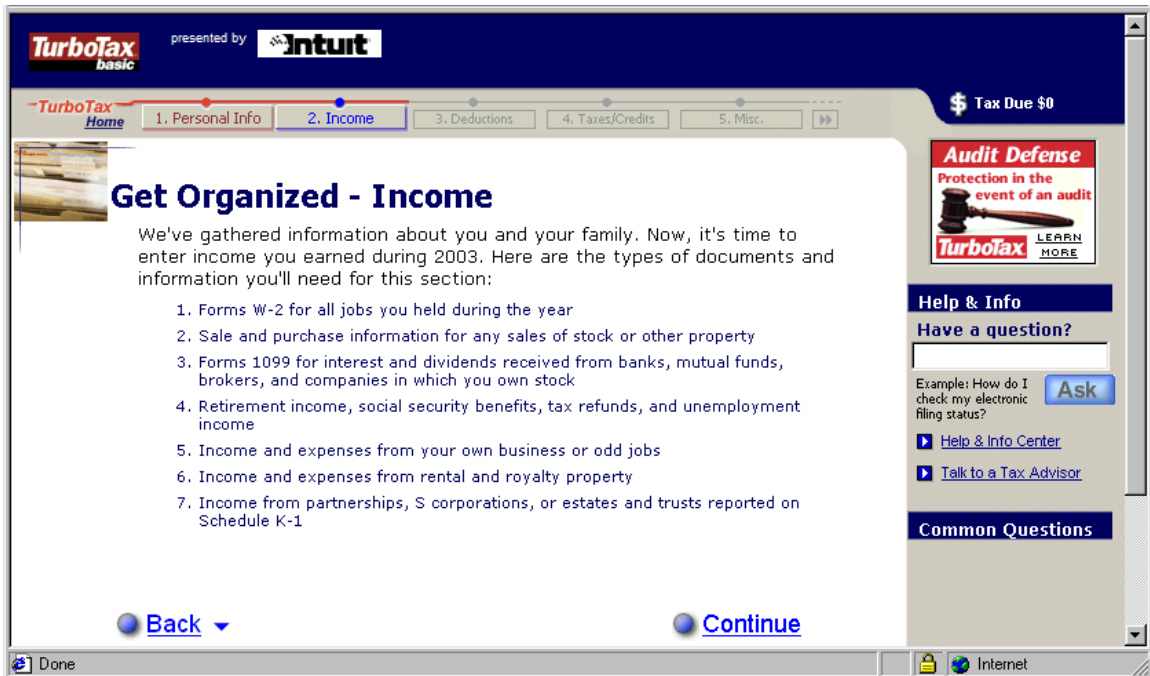 TurboTax basic
presented by Intuit
TurboTax Home
1. Personal Info
2. Income
3. Deductions
4. Taxes/Credits
5. Misc.
Tax Due $0
Get Organized - Income
We've gathered information about you and your family. Now, it's time to
enter income you earned during 2003. Here are the types of documents and
information you'll need for this section:
1. Forms W-2 for all jobs you held during the year
2. Sale and purchase information for any sales of stock or other property
3. Forms 1099 for interest and dividends received from banks, mutual funds,
brokers, and companies in which you own stock
4. Retirement income, social security benefits, tax refunds, and unemployment
income
5. Income and expenses from your own business or odd jobs
6. Income and expenses from rental and royalty property
7. Income from partnerships, S corporations, or estates and trusts reported on
Schedule K-1
Back
Continue
Audit Defense
Protection in the
event of an audit
TurboTax
LEARN
MORE
Help & Info
Have a question?
Example: How do I
check my electronic
filing status?
Ask
Help & Info Center
Talk to a Tax Advisor
Common Questions
Done
Internet